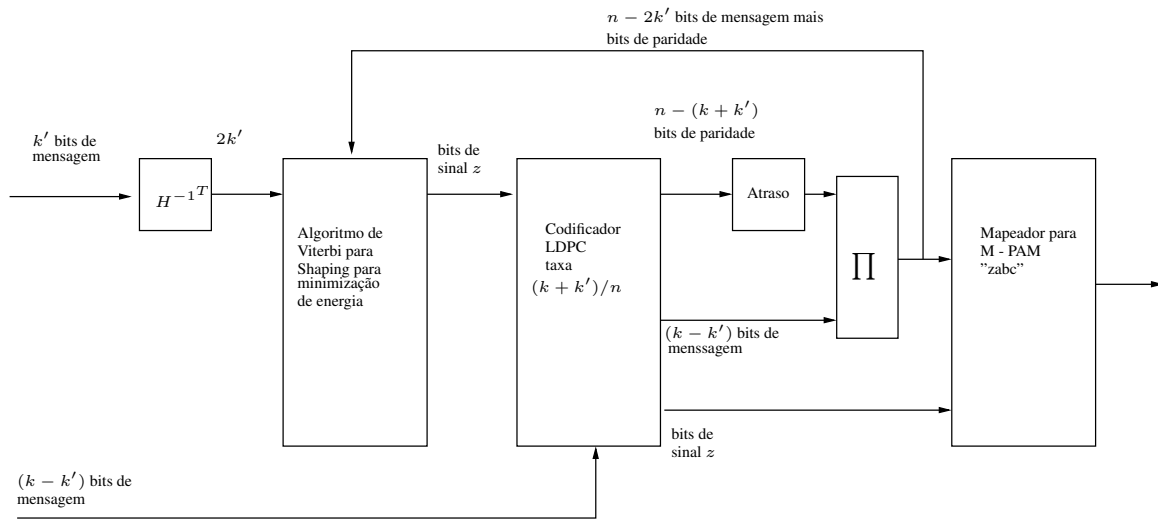 n − 2k′ bits de mensagem mais
bits de paridade
n − (k + k′)
bits de paridade
k′ bits de
mensagem
2k′
bits de
sinal z
H⁻¹ᵀ
Atraso
Algoritmo de
Viterbi para
Shaping para
minimização
de energia
Codificador
LDPC
taxa
(k + k′)/n
∏
Mapeador para
M - PAM
"zabc"
(k − k′) bits de
menssagem
bits de
sinal z
(k − k′) bits de
mensagem